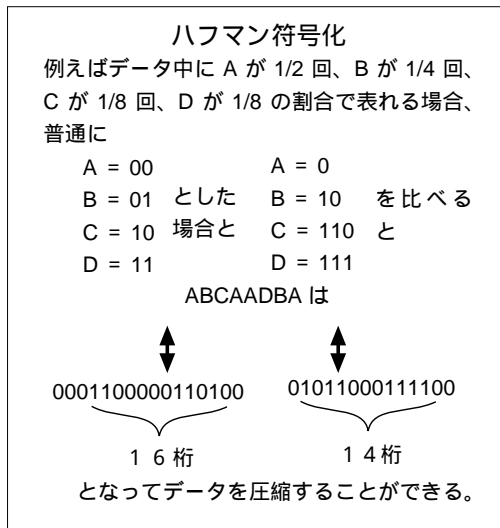 ハフマン符号化
例えばデータ中に A が 1/2 回、B が 1/4 回、
C が 1/8 回、D が 1/8 の割合で表れる場合、
普通に
A = 00
B = 01
C = 10
D = 11
とした
場合と
A = 0
B = 10
C = 110
D = 111
を比べる
と
ABCAADBA は
0001100000110100
01011000111100
１６桁
１４桁
となってデータを圧縮することができる。